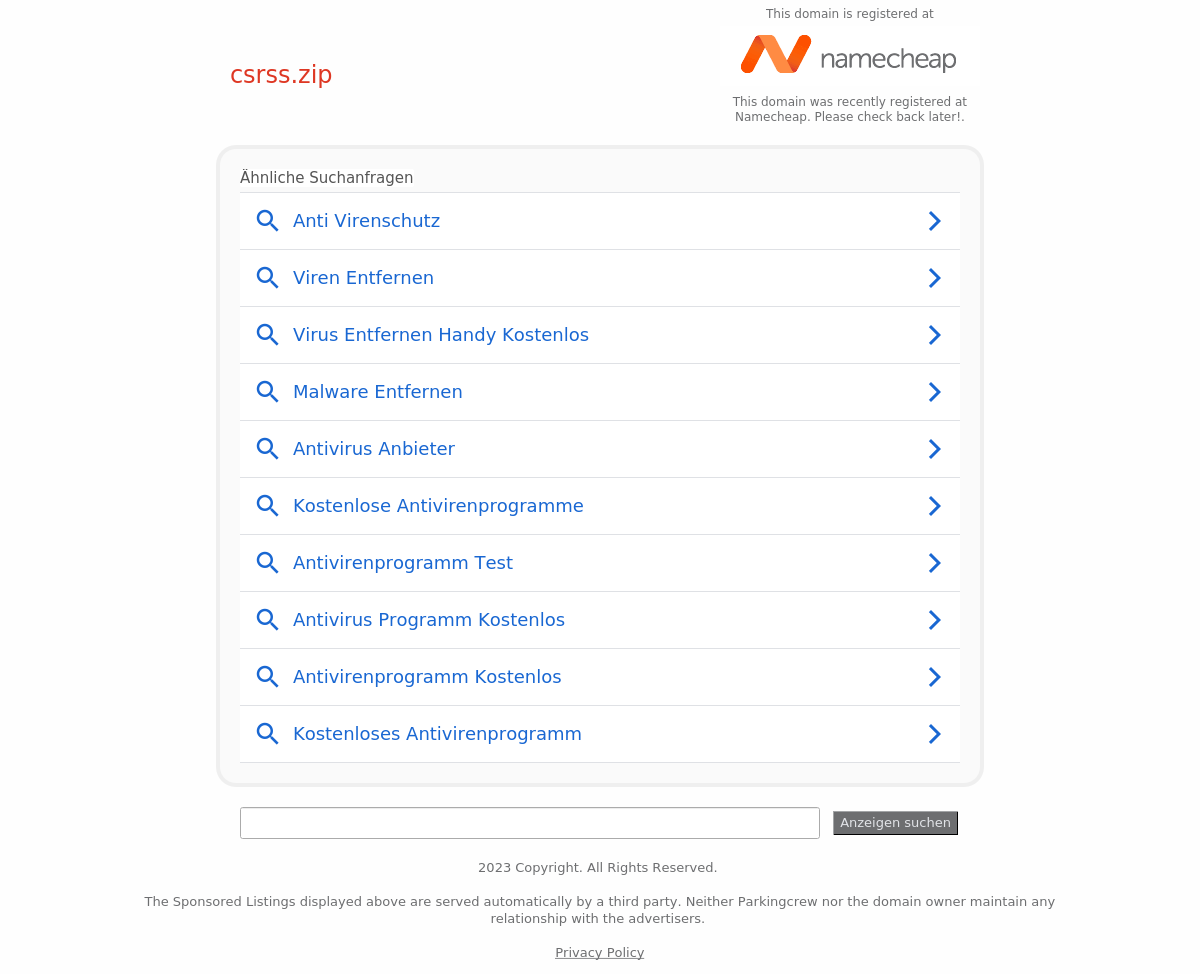 This domain is registered at
namecheap
csrss.zip
This domain was recently registered at
Namecheap. Please check back later!.
Ähnliche Suchanfragen
Anti Virenschutz
Viren Entfernen
Virus Entfernen Handy Kostenlos
Malware Entfernen
Antivirus Anbieter
Kostenlose Antivirenprogramme
Antivirenprogramm Test
Antivirus Programm Kostenlos
Antivirenprogramm Kostenlos
Kostenloses Antivirenprogramm
Anzeigen suchen
2023 Copyright. All Rights Reserved.
The Sponsored Listings displayed above are served automatically by a third party. Neither Parkingcrew nor the domain owner maintain any
relationship with the advertisers.
Privacy Policy